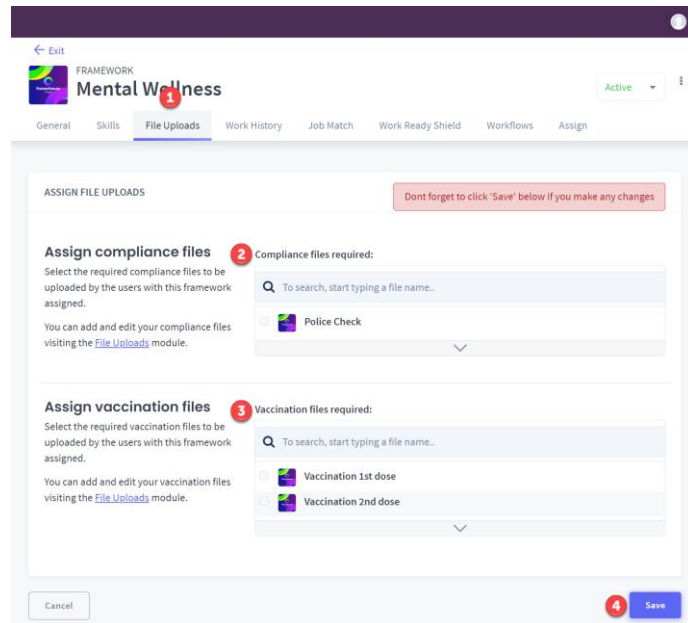 ← Exit
FRAMEWORK
Mental Wellness
1
Active
General Skills File Uploads Work History Job Match Work Ready Shield Workflows Assign
ASSIGN FILE UPLOADS
Dont forget to click 'Save' below if you make any changes
Assign compliance files
Select the required compliance files to be
uploaded by the users with this framework
assigned.
You can add and edit your compliance files
visiting the File Uploads module.
2 Compliance files required:
To search, start typing a file name..
Police Check
Assign vaccination files
Select the required vaccination files to be
uploaded by the users with this framework
assigned.
You can add and edit your vaccination files
visiting the File Uploads module.
3 Vaccination files required:
To search, start typing a file name..
Vaccination 1st dose
Vaccination 2nd dose
Cancel
4 Save